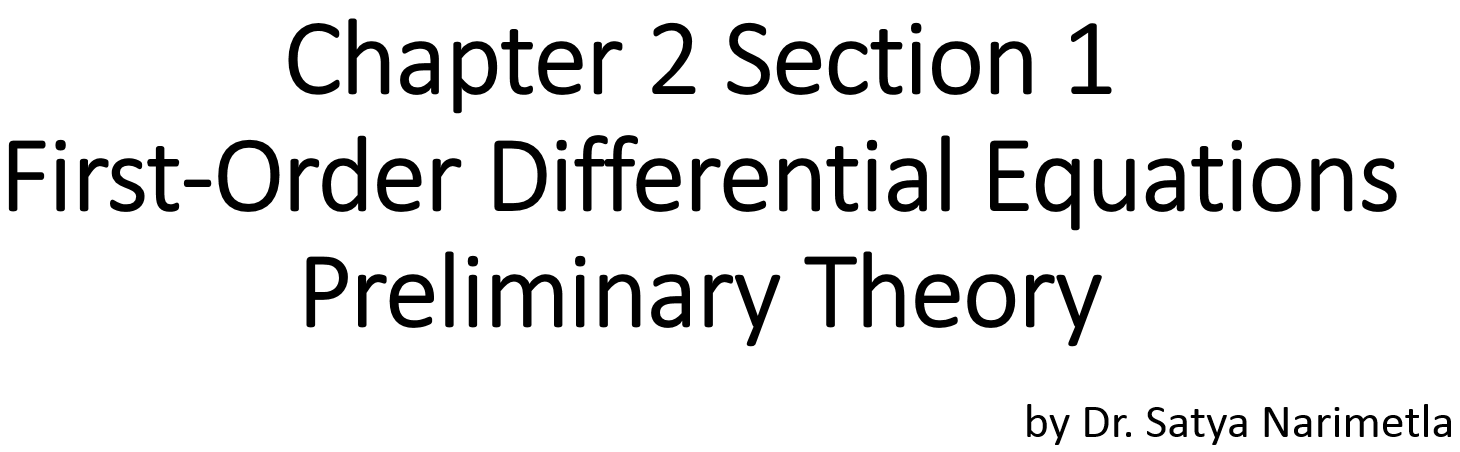 Chapter 2 Section 1
First-Order Differential Equations
Preliminary Theory
by Dr. Satya Narimetla